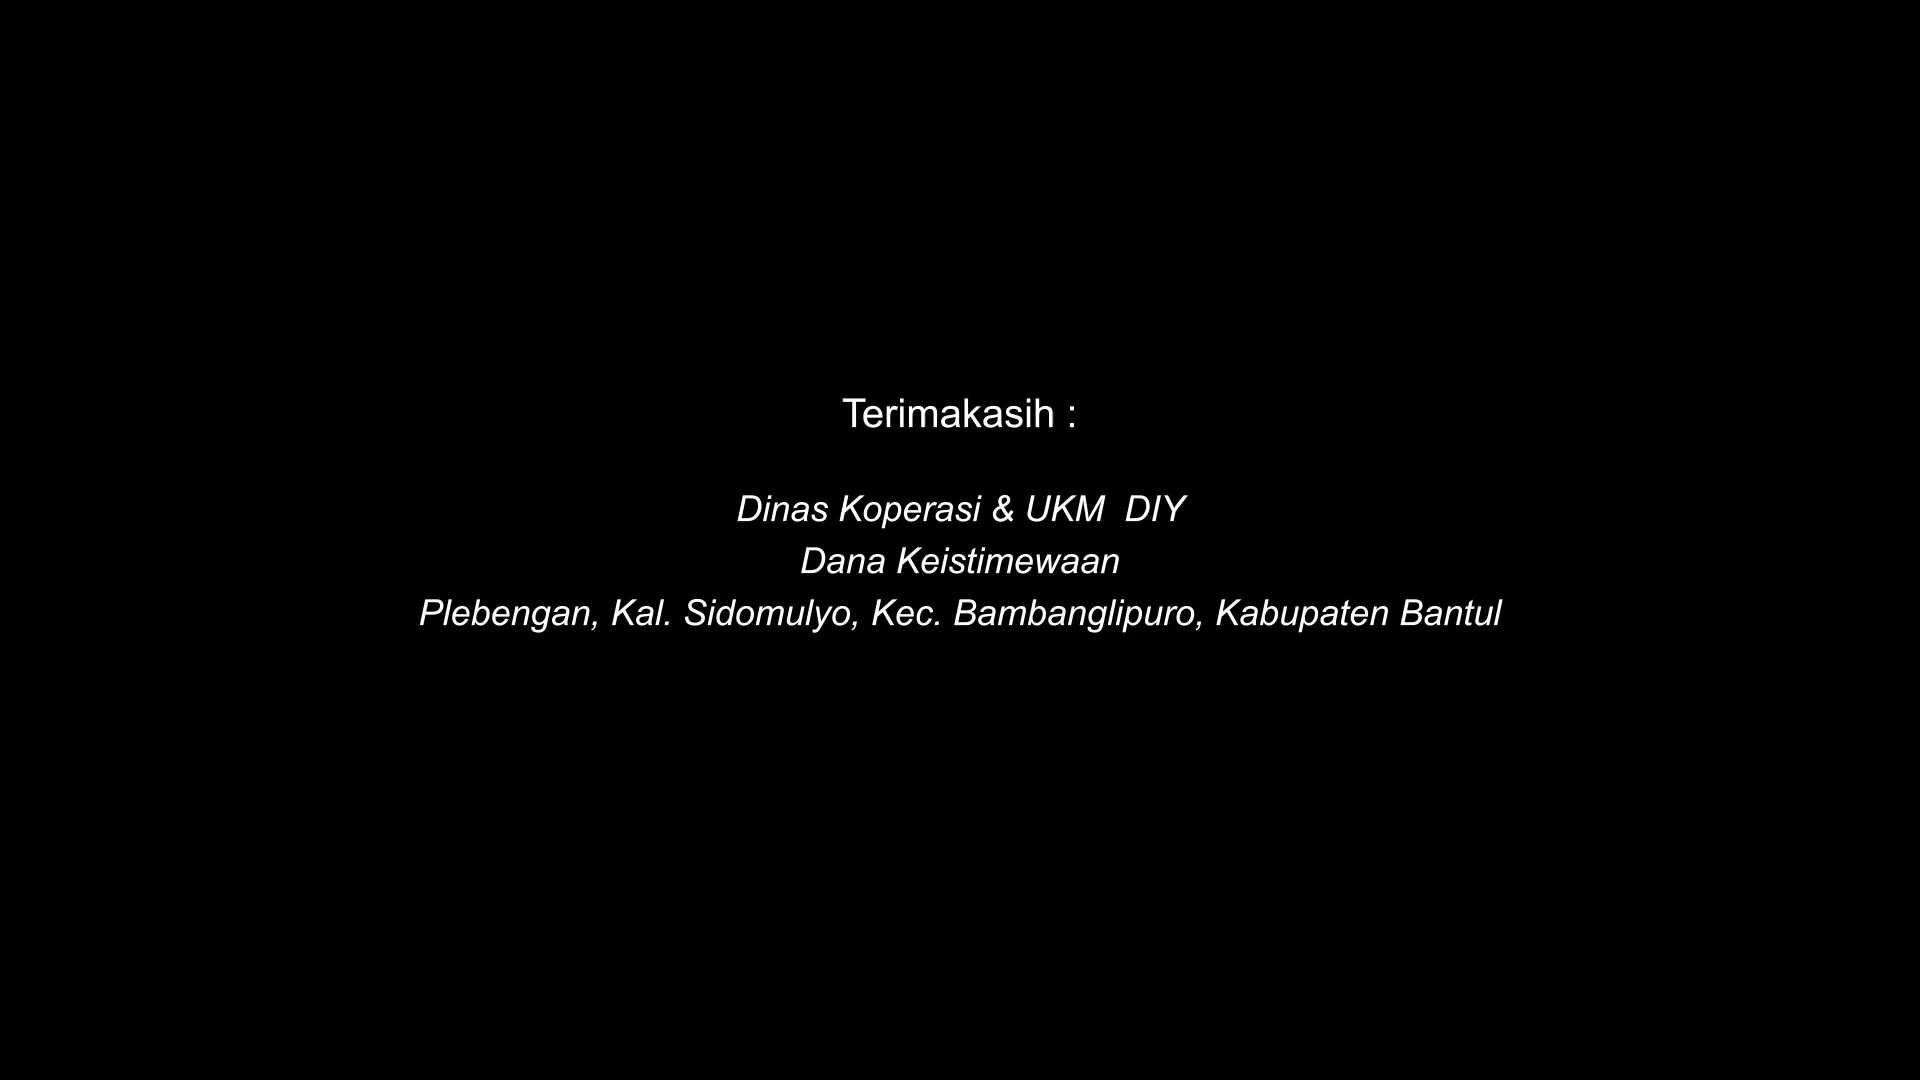 Terimakasih :
Dinas Koperasi & UKM  DIY
Dana Keistimewaan
Plebengan, Kal. Sidomulyo, Kec. Bambanglipuro, Kabupaten Bantul